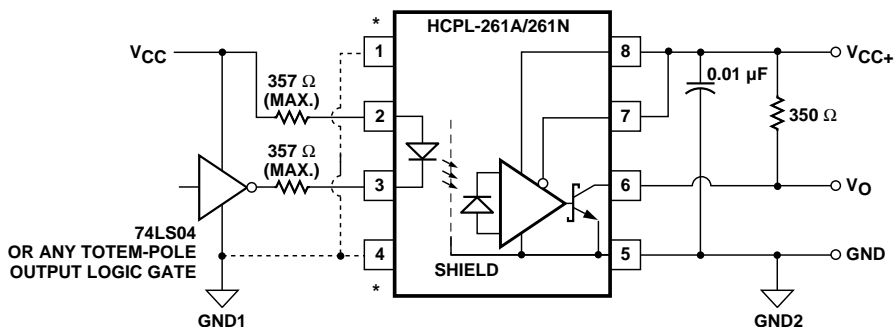 *
HCPL-261A/261N
VCC
357 Ω
(MAX.)
1
8
VCC+
0.01 µF
2
7
350 Ω
357 Ω
(MAX.)
3
6
VO
74LS04
OR ANY TOTEM-POLE
OUTPUT LOGIC GATE
4
SHIELD
5
GND
*
GND1
GND2